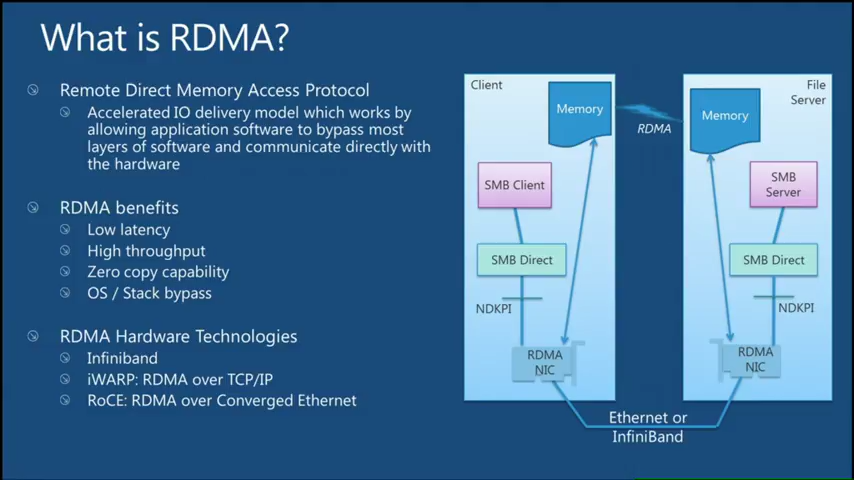 What is RDMA?
Remote Direct Memory Access Protocol
Accelerated IO delivery model which works by
allowing application software to bypass most
layers of software and communicate directly with
the hardware
RDMA benefits
Low latency
High throughput
Zero copy capability
OS / Stack bypass
RDMA Hardware Technologies
Infiniband
iWARP: RDMA over TCP/IP
RoCE: RDMA over Converged Ethernet
Client
Memory
SMB Client
SMB Direct
NDKPI
RDMA
NIC
RDMA
File
Server
Memory
SMB
Server
SMB Direct
NDKPI
RDMA
NIC
Ethernet or
InfiniBand